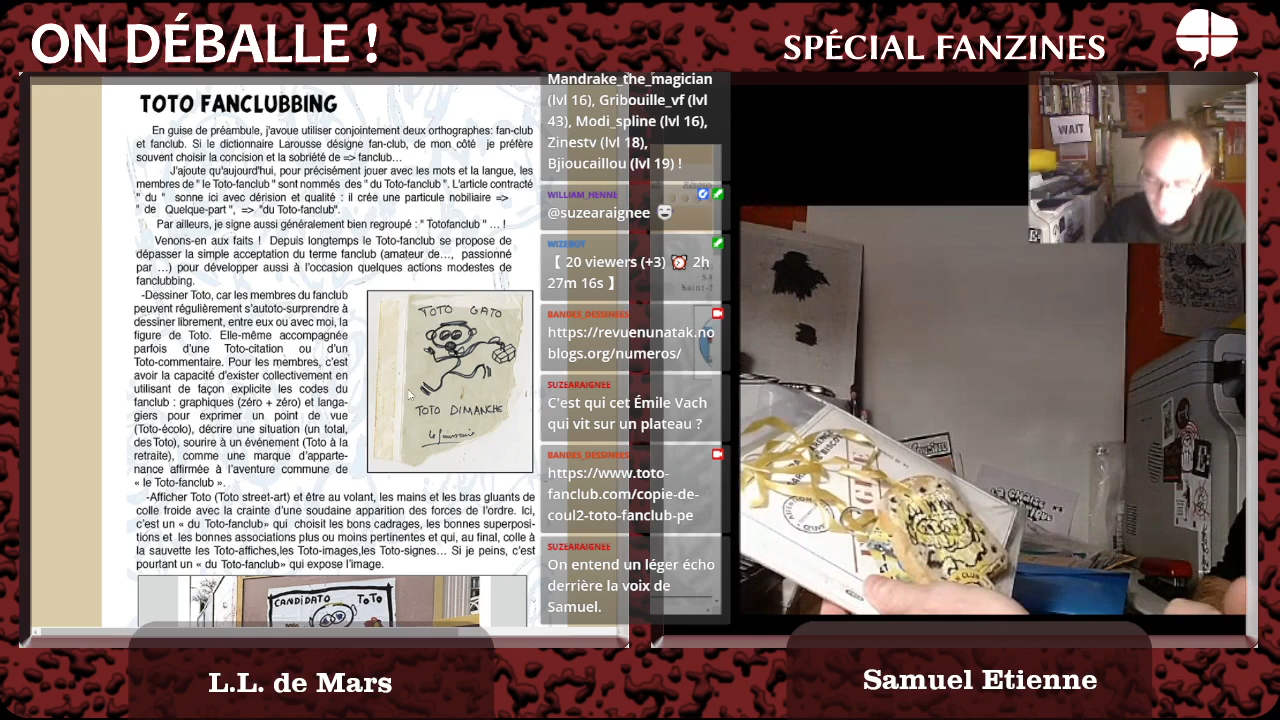 ON DÉBALLE !
SPÉCIAL FANZINES
TOTO FANCLUBBING
En guise de préambule, j'avoue utiliser conjointement deux orthographes: fan-club
et fanclub. Si le dictionnaire Larousse désigne fan-club, de mon côté je préfère
souvent choisir la concision et la sobriété de => fanclub…
J'ajoute qu'aujourd'hui, pour précisément jouer avec les mots et la langue, les
membres de " le Toto-fanclub " sont nommés des " du Toto-fanclub ". L'article contracté
" du " sonne ici avec dérision et qualité : il crée une particule nobiliaire =>
" de Quelque-part ", => "du Toto-fanclub".
Par ailleurs, je signe aussi généralement bien regroupé : " Totofanclub " … !
Venons-en aux faits ! Depuis longtemps le Toto-fanclub se propose de
dépasser la simple acceptation du terme fanclub (amateur de…, passionné
par …) pour développer aussi à l'occasion quelques actions modestes de
fanclubbing.
-Dessiner Toto, car les membres du fanclub
peuvent régulièrement s'auto-surprendre à
dessiner librement, entre eux ou avec moi, la
figure de Toto. Elle-même accompagnée
parfois d'une Toto-citation ou d'un
Toto-commentaire. Pour les membres, c'est
avoir la capacité d'exister collectivement en
utilisant de façon explicite les codes du
fanclub : graphiques (zéro + zéro) et langa-
giers pour exprimer un point de vue
(Toto-écolo), décrire une situation (un total,
des Toto), sourire à un événement (Toto à la
retraite), comme une marque d'apparte-
nance affirmée à l'aventure commune de
« le Toto-fanclub ».
TOTO GATO
TOTO DIMANCHE
-Afficher Toto (Toto street-art) et être au volant, les mains et les bras gluants de
colle froide avec la crainte d'une soudaine apparition des forces de l'ordre. Ici,
c'est un « du Toto-fanclub» qui choisit les bons cadrages, les bonnes superposi-
tions et les bonnes associations plus ou moins pertinentes et qui, au final, colle à
la sauvette les Toto-affiches,les Toto-images,les Toto-signes… Si je peins, c'est
pourtant un « du Toto-fanclub» qui expose l'image.
CANDIDATO TOTO
Mandrake_the_magician
(lvl 16), Gribouille_vf (lvl
43), Modi_spline (lvl 16),
Zinestv (lvl 18),
Bjioucaillou (lvl 19) !
WILLIAM_HENNE
@suzearaignee
WIZEBOT
【 20 viewers (+3) ⏰ 2h
27m 16s 】
BANDES_DESSINEES
https://revuenunatak.no
blogs.org/numeros/
SUZEARAIGNEE
C'est qui cet Émile Vach
qui vit sur un plateau ?
BANDES_DESSINEES
https://www.toto-
fanclub.com/copie-de-
coul2-toto-fanclub-pe
SUZEARAIGNEE
On entend un léger écho
derrière la voix de
Samuel.
WAIT
L.L. de Mars
Samuel Etienne